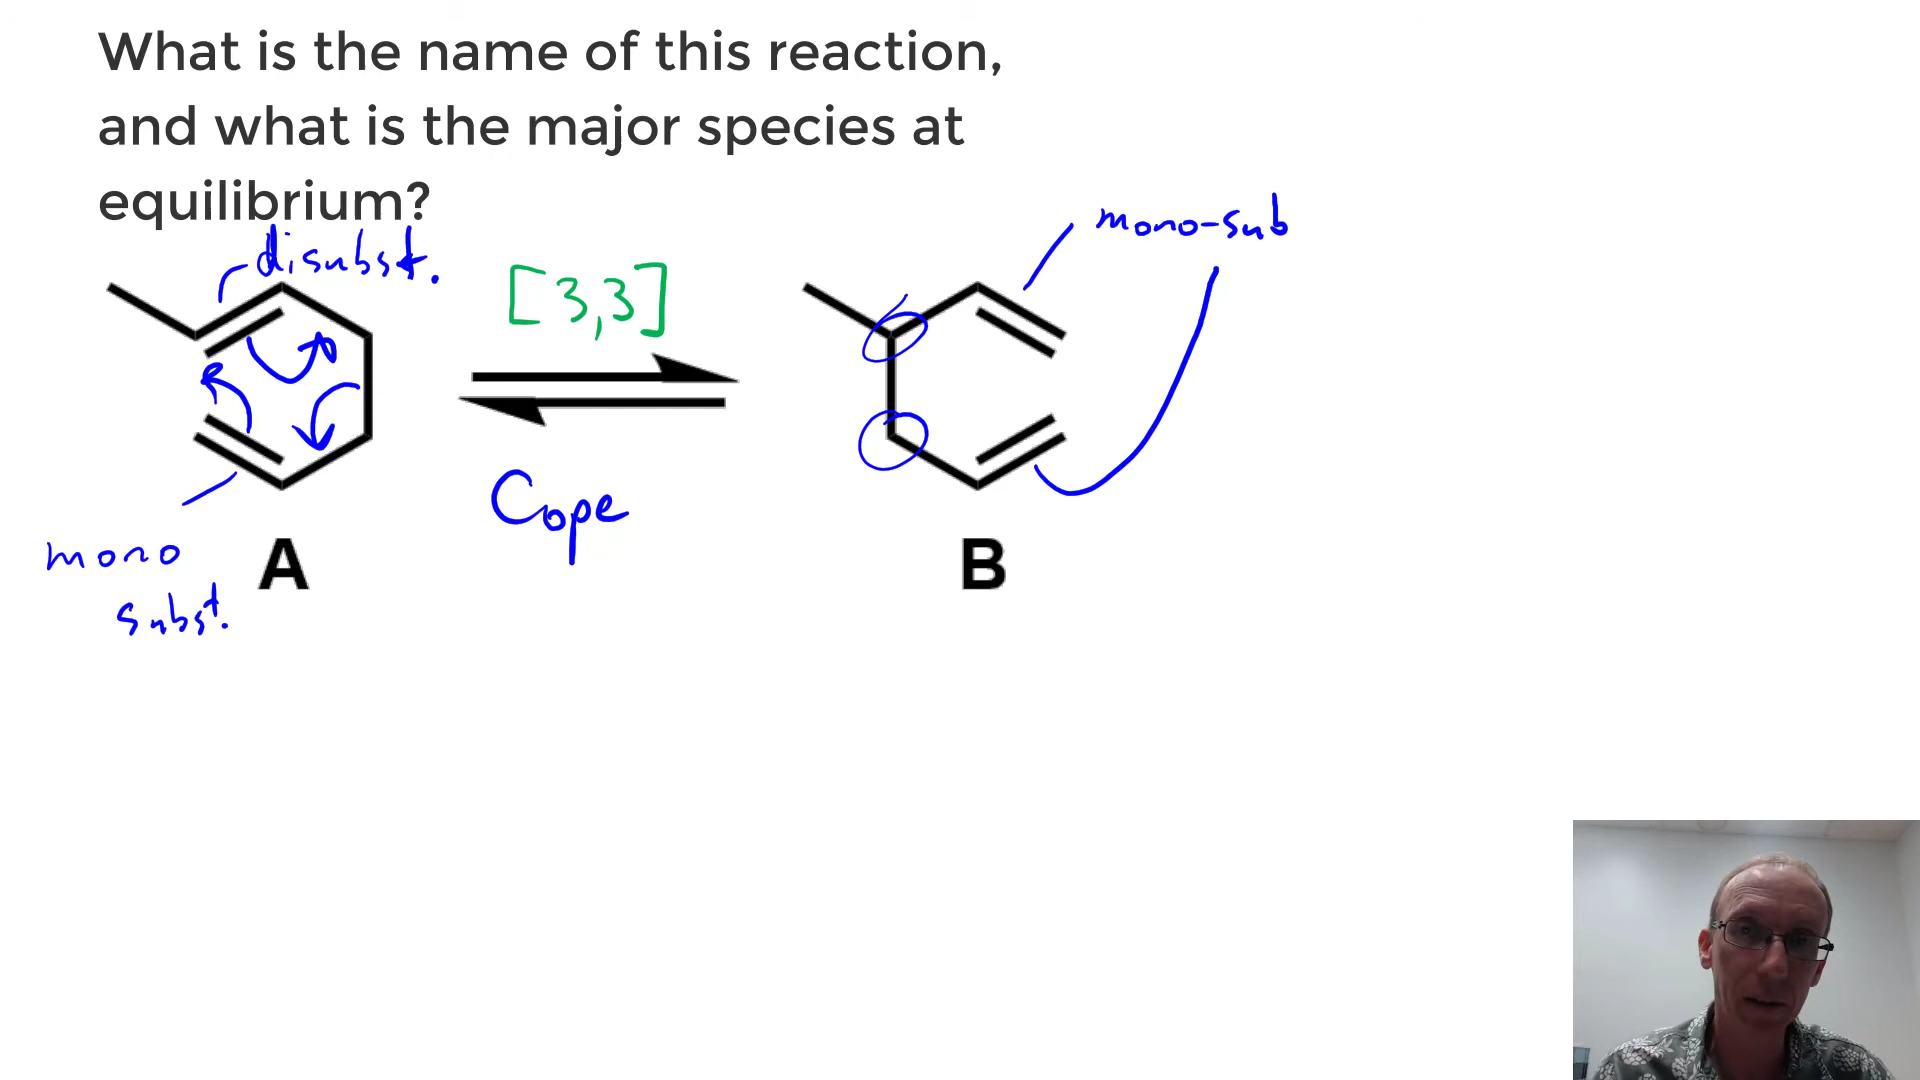 What is the name of this reaction,
and what is the major species at
equilibrium?
disubst.
mono-sub
[3,3]
Cope
mono
subst.
A
B